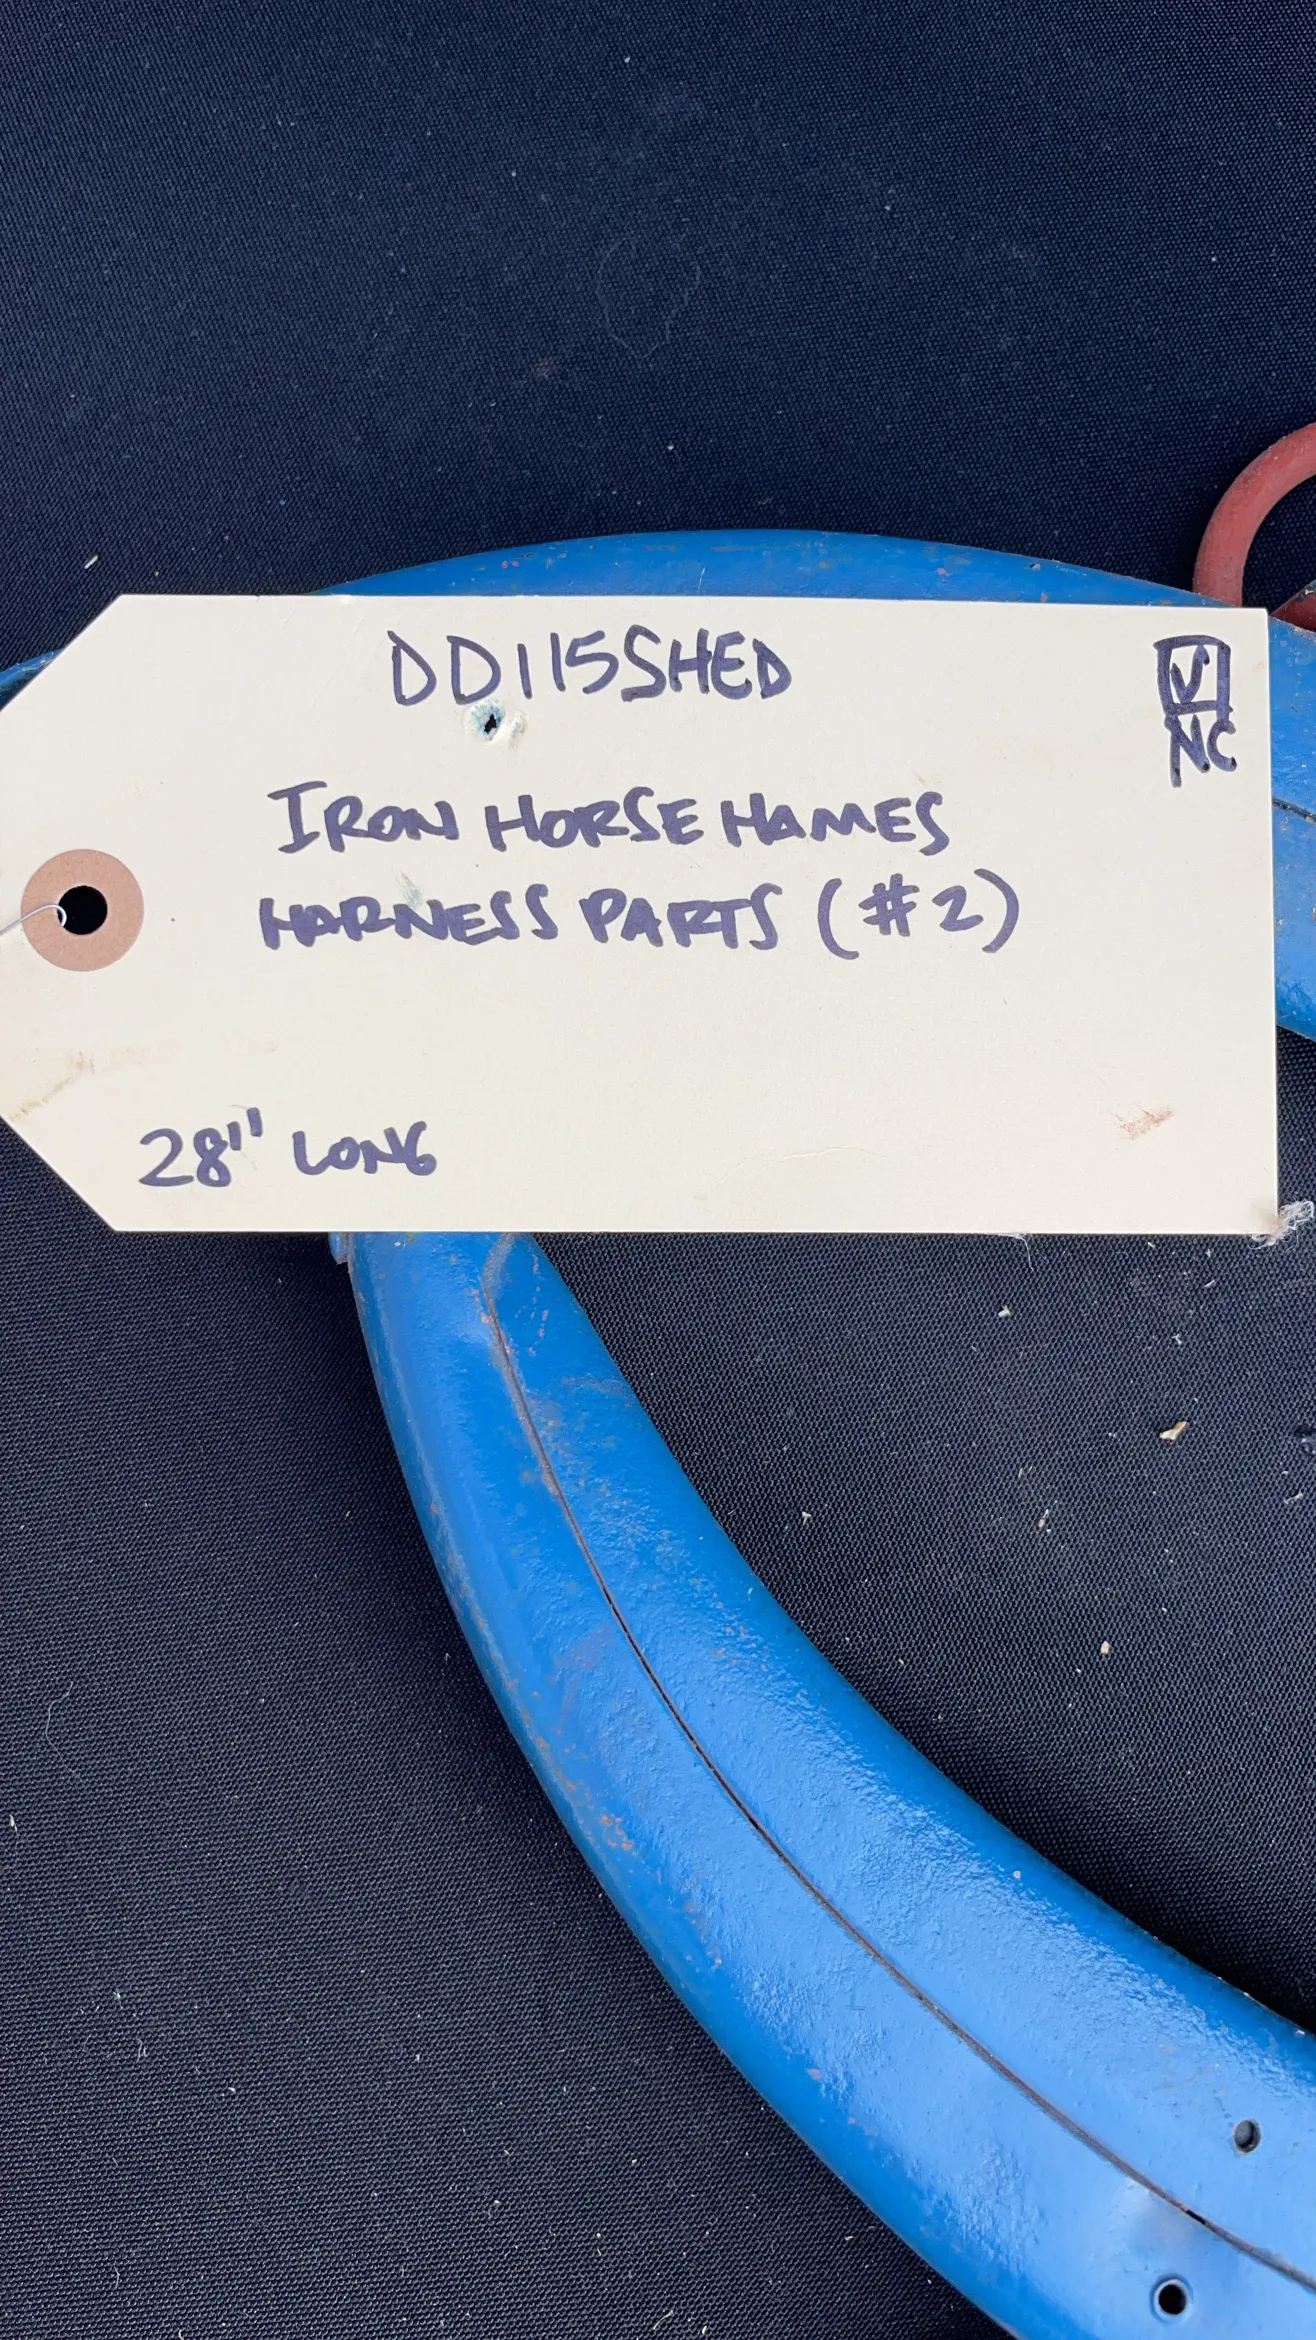 DD115SHED
V
NC
IRON HORSE HAMES
HARNESS PARTS (#2)
28" LONG